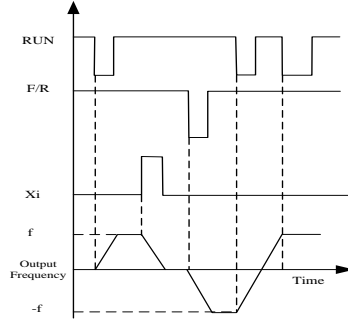 RUN
F/R
Xi
f
Output
Frequency
Time
-f